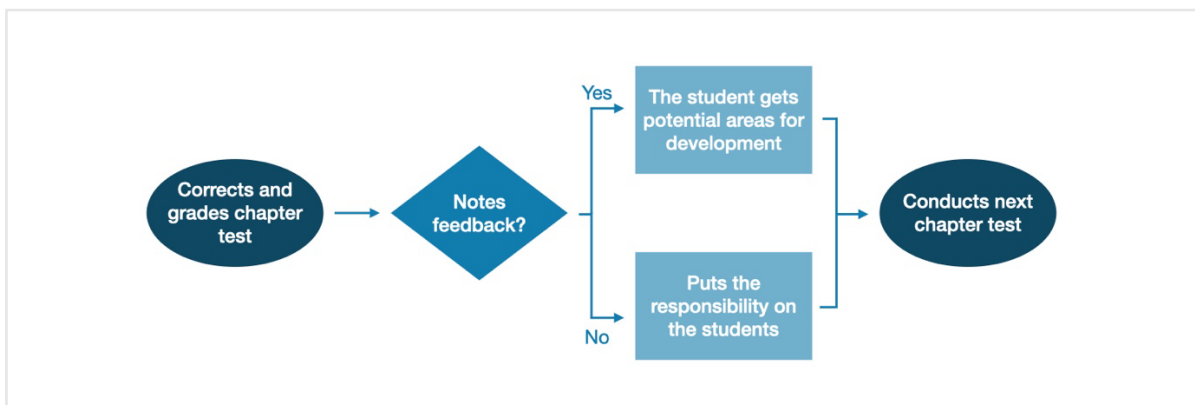 Corrects and
grades chapter
test
Notes
feedback?
Yes
The student gets
potential areas for
development
No
Puts the
responsibility on
the students
Conducts next
chapter test